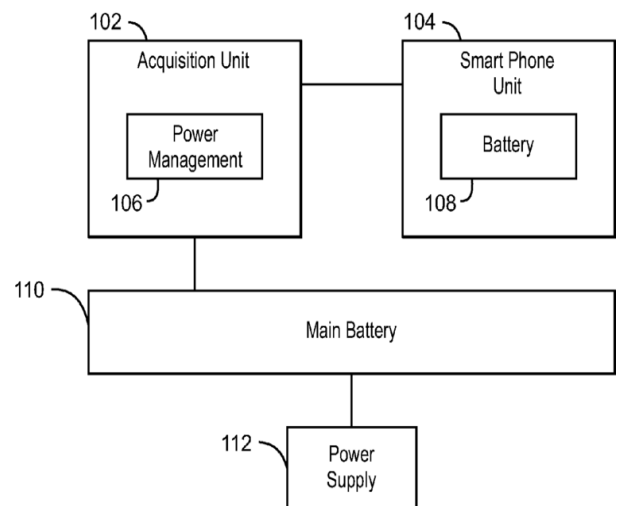 102
104
Acquisition Unit
Smart Phone
Unit
Power
Management
Battery
106
108
110
Main Battery
112
Power
Supply